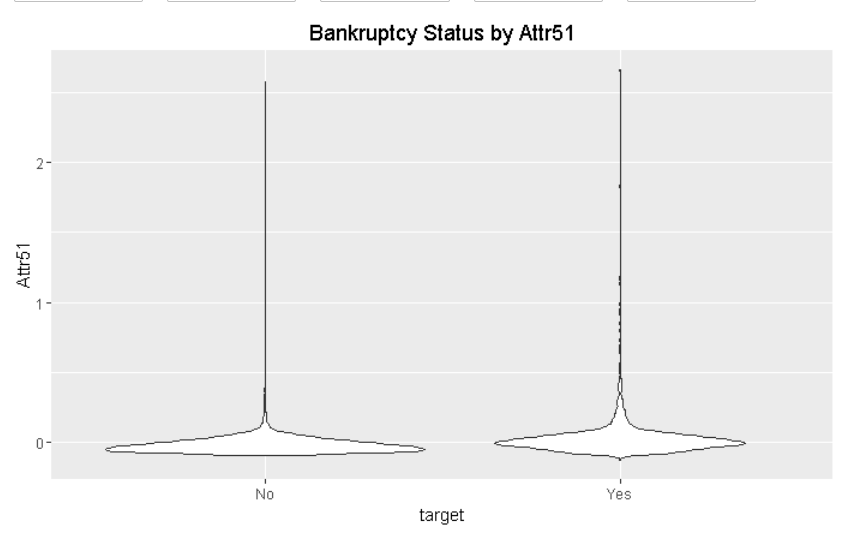 Bankruptcy Status by Attr51
2
1
0
Attr51
No
Yes
target